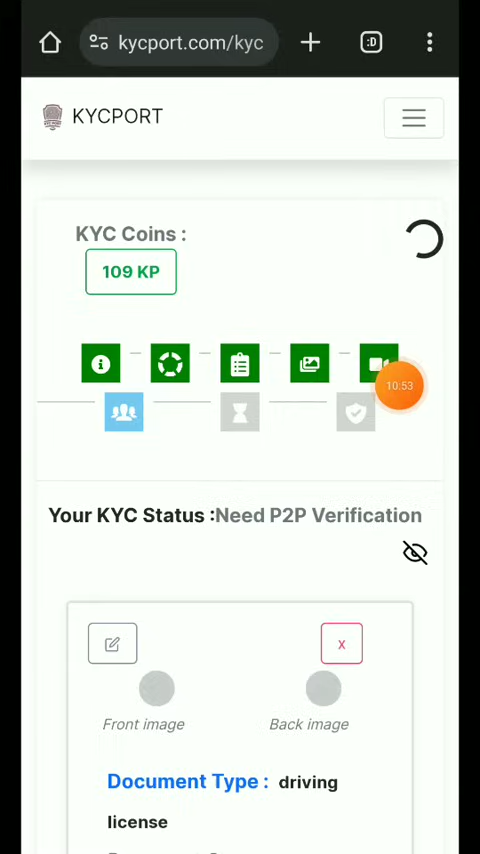 kycport.com/kyc
:D
KYCPORT
KYC Coins :
109 KP
10:53
Your KYC Status :Need P2P Verification
x
Front image
Back image
Document Type : driving
license